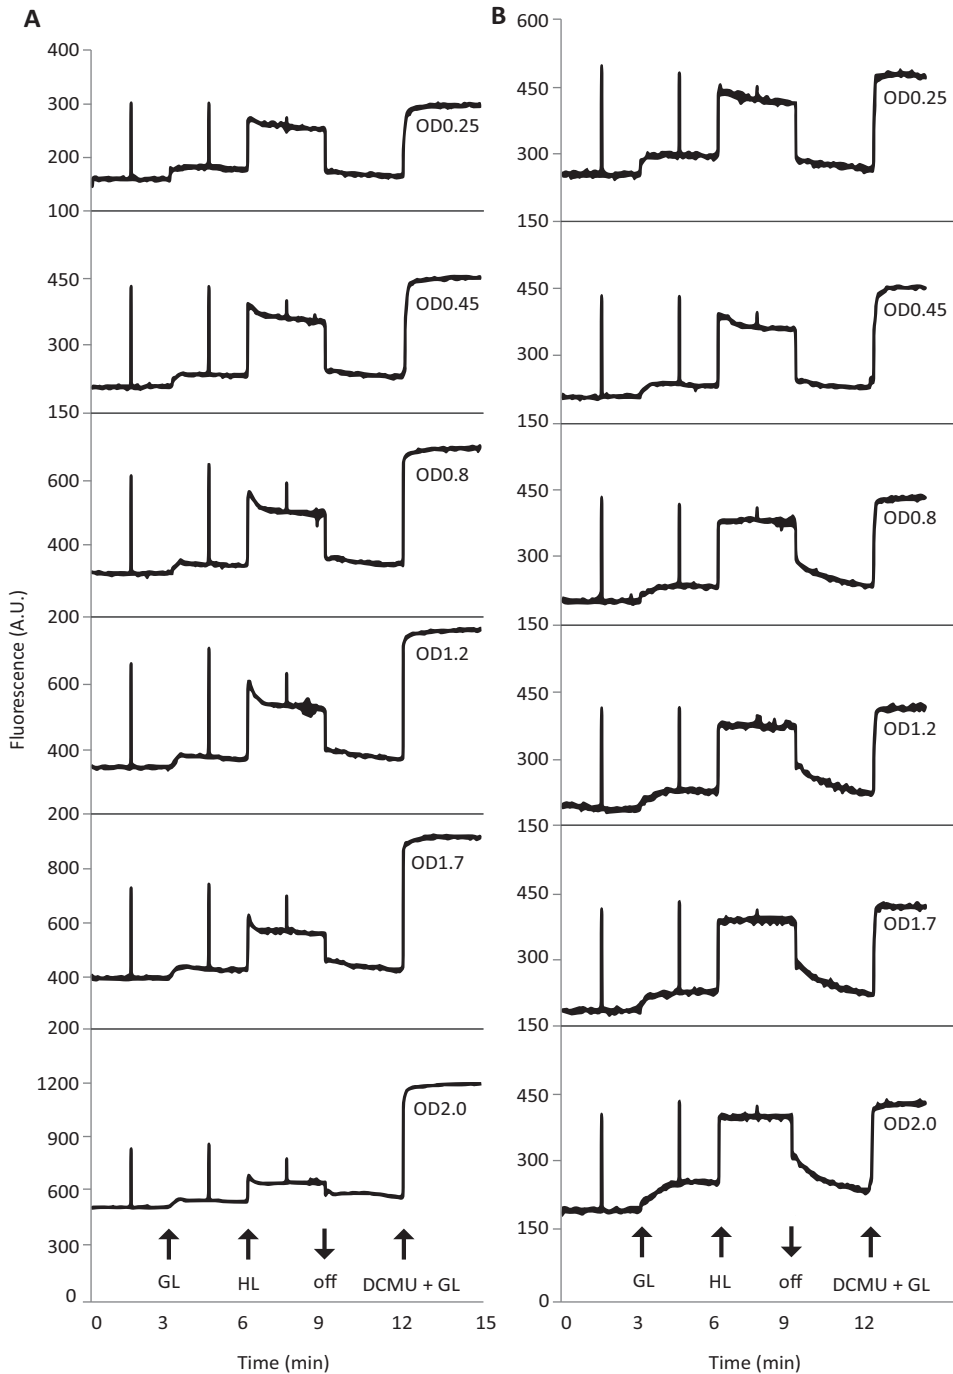 A
400
300
200
100
OD0.25
450
300
150
OD0.45
600
400
200
OD0.8
600
400
200
OD1.2
800
600
400
200
OD1.7
1200
900
600
300
0
OD2.0
GL HL off DCMU + GL
0 3 6 9 12 15
Time (min)
Fluorescence (A.U.)
B
600
450
300
150
OD0.25
450
300
150
OD0.45
450
300
150
OD0.8
450
300
150
OD1.2
450
300
150
OD1.7
450
300
150
0
OD2.0
GL HL off DCMU + GL
0 3 6 9 12
Time (min)